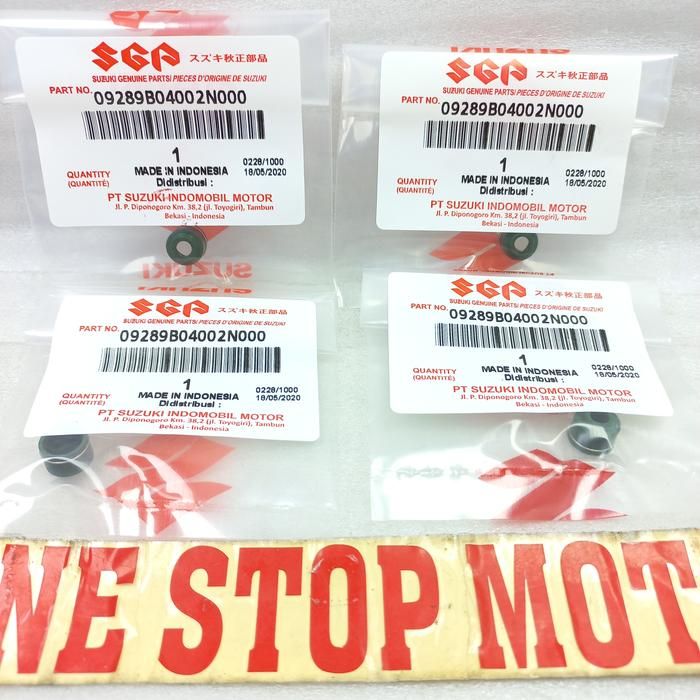 SGP スズキ秋正部品
SUZUKI GENUINE PARTS/PIECES D'ORIGINE DE SUZUKI
PART NO. 09289B04002N000
QUANTITY
(QUANTITÉ)
1
MADE IN INDONESIA
Didistribusi :
0228/1000
18/05/2020
PT SUZUKI INDOMOBIL MOTOR
Jl. P. Diponogoro Km. 38,2 (jl. Toyogiri), Tambun
Bekasi - Indonesia
SUZUKI
SGP スズキ秋正部品
SUZUKI GENUINE PARTS/PIECES D'ORIGINE DE SUZUKI
PART NO. 09289B04002N000
QUANTITY
(QUANTITÉ)
1
MADE IN INDONESIA
Didistribusi :
0228/1000
18/05/2020
PT SUZUKI INDOMOBIL MOTOR
Jl. P. Diponogoro Km. 38,2 (jl. Toyogiri), Tambun
Bekasi - Indonesia
SGP スズキ秋正部品
SUZUKI GENUINE PARTS/PIECES D'ORIGINE DE SUZUKI
PART NO. 09289B04002N000
QUANTITY
(QUANTITÉ)
1
MADE IN INDONESIA
Didistribusi :
0228/1000
18/05/2020
PT SUZUKI INDOMOBIL MOTOR
Jl. P. Diponogoro Km. 38,2 (jl. Toyogiri), Tambun
Bekasi - Indonesia
SGP スズキ秋正部品
SUZUKI GENUINE PARTS/PIECES D'ORIGINE DE SUZUKI
PART NO. 09289B04002N000
QUANTITY
(QUANTITÉ)
1
MADE IN INDONESIA
Didistribusi :
0228/1000
18/05/2020
PT SUZUKI INDOMOBIL MOTOR
Jl. P. Diponogoro Km. 38,2 (jl. Toyogiri), Tambun
Bekasi - Indonesia
NE STOP MOT